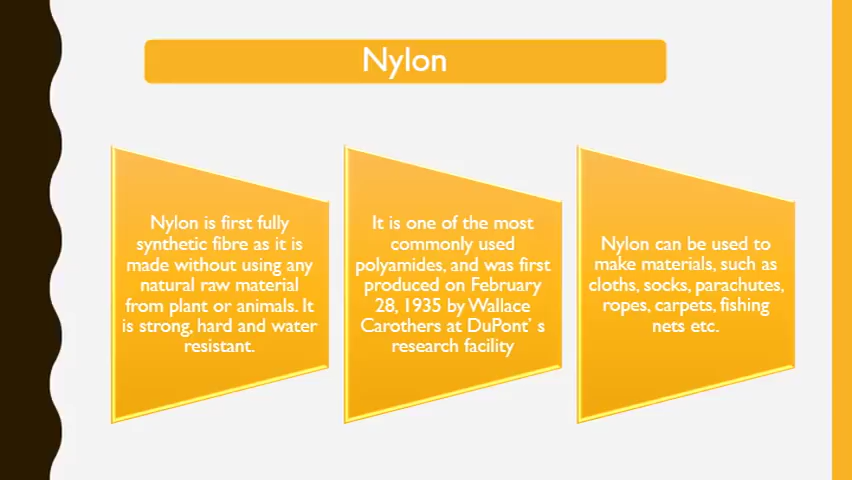 Nylon
Nylon is first fully
synthetic fibre as it is
made without using any
natural raw material
from plant or animals. It
is strong, hard and water
resistant.
It is one of the most
commonly used
polyamides, and was first
produced on February
28, 1935 by Wallace
Carothers at DuPont’ s
research facility
Nylon can be used to
make materials, such as
cloths, socks, parachutes,
ropes, carpets, fishing
nets etc.